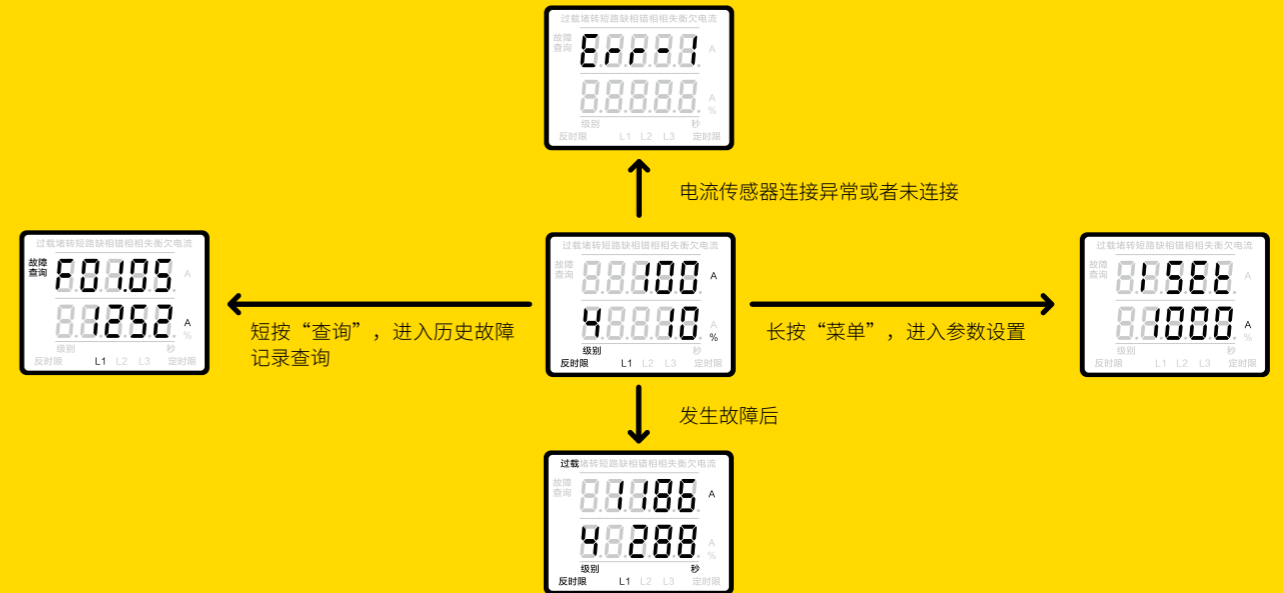 过载堵转短路缺相错相相失衡欠电流
故障
查询
Err-1 A
A
%
级别 秒
反时限 L1 L2 L3 定时限
电流传感器连接异常或者未连接
过载堵转短路缺相错相相失衡欠电流
故障
查询
F0105 A
1252 A
%
级别 秒
反时限 L1 L2 L3 定时限
短按“查询”，进入历史故障
记录查询
过载堵转短路缺相错相相失衡欠电流
故障
查询
100 A
4 10 A
%
级别 秒
反时限 L1 L2 L3 定时限
长按“菜单”，进入参数设置
过载堵转短路缺相错相相失衡欠电流
故障
查询
1 SEt A
1000 A
%
级别 秒
反时限 L1 L2 L3 定时限
发生故障后
过载堵转短路缺相错相相失衡欠电流
故障
查询
1186 A
4 288 A
%
级别 秒
反时限 L1 L2 L3 定时限